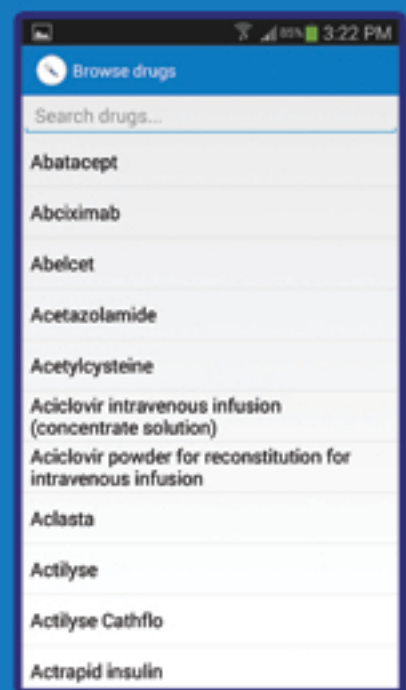 85% 3:22 PM
Browse drugs
Search drugs...
Abatacept
Abciximab
Abelcet
Acetazolamide
Acetylcysteine
Aciclovir intravenous infusion
(concentrate solution)
Aciclovir powder for reconstitution for
intravenous infusion
Aclasta
Actilyse
Actilyse Cathflo
Actrapid insulin